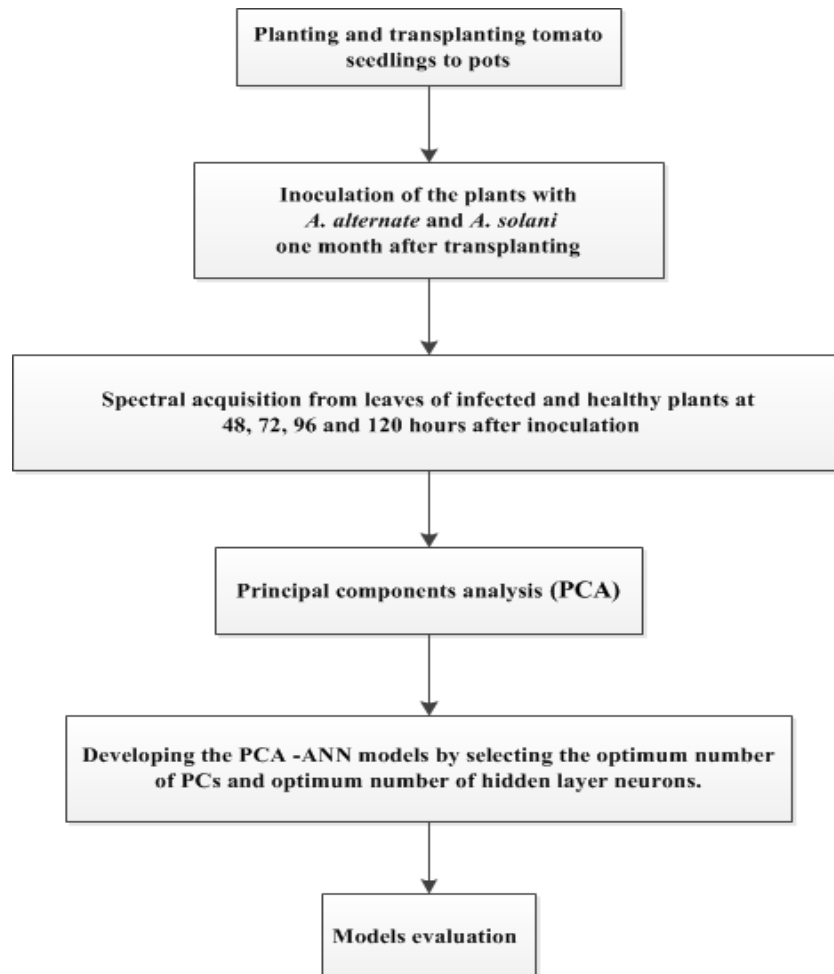 Planting and transplanting tomato
seedlings to pots
Inoculation of the plants with
A. alternate and A. solani
one month after transplanting
Spectral acquisition from leaves of infected and healthy plants at
48, 72, 96 and 120 hours after inoculation
Principal components analysis (PCA)
Developing the PCA -ANN models by selecting the optimum number
of PCs and optimum number of hidden layer neurons.
Models evaluation